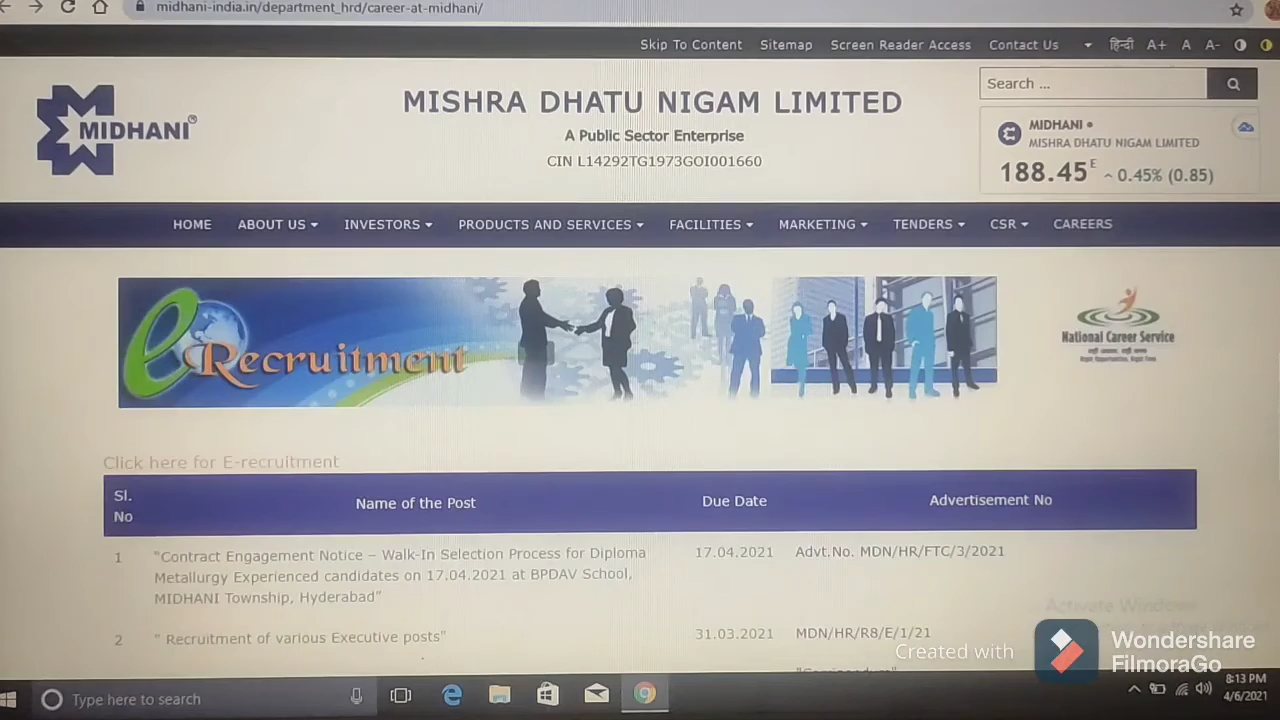 midhani-india.in/department_hrd/career-at-midhani/
Skip To Content Sitemap Screen Reader Access Contact Us हिन्दी A+ A A-
MIDHANI®
MISHRA DHATU NIGAM LIMITED
A Public Sector Enterprise
CIN L14292TG1973GOI001660
Search ...
MIDHANI
MISHRA DHATU NIGAM LIMITED
188.45 E 0.45% (0.85)
HOME ABOUT US INVESTORS PRODUCTS AND SERVICES FACILITIES MARKETING TENDERS CSR CAREERS
e Recruitment
National Career Service
Click here for E-recruitment
Sl. No Name of the Post Due Date Advertisement No
1 "Contract Engagement Notice – Walk-In Selection Process for Diploma 17.04.2021 Advt.No. MDN/HR/FTC/3/2021
Metallurgy Experienced candidates on 17.04.2021 at BPDAV School,
MIDHANI Township, Hyderabad"
2 " Recruitment of various Executive posts" 31.03.2021 MDN/HR/R8/E/1/21
Activate Windows
Created with Wondershare
FilmoraGo
Type here to search
8:13 PM
4/6/2021